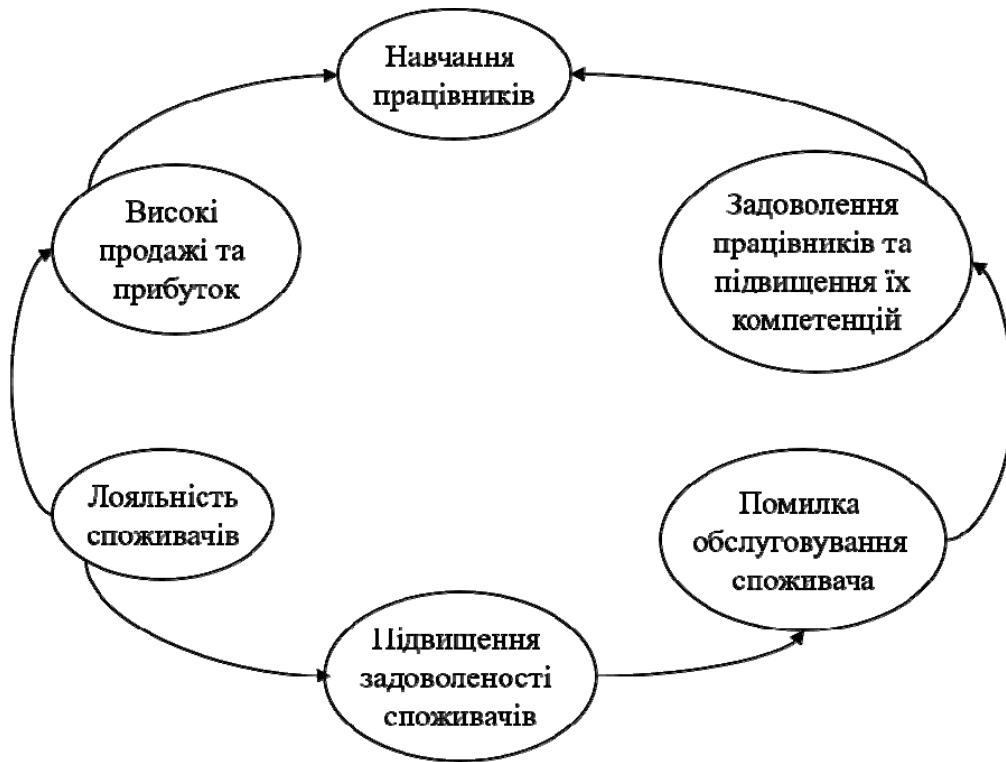 Навчання
працівників
Високі
продажі та
прибуток
Задоволення
працівників та
підвищення їх
компетенцій
Лояльність
споживачів
Помилка
обслуговування
споживача
Підвищення
задоволеності
споживачів